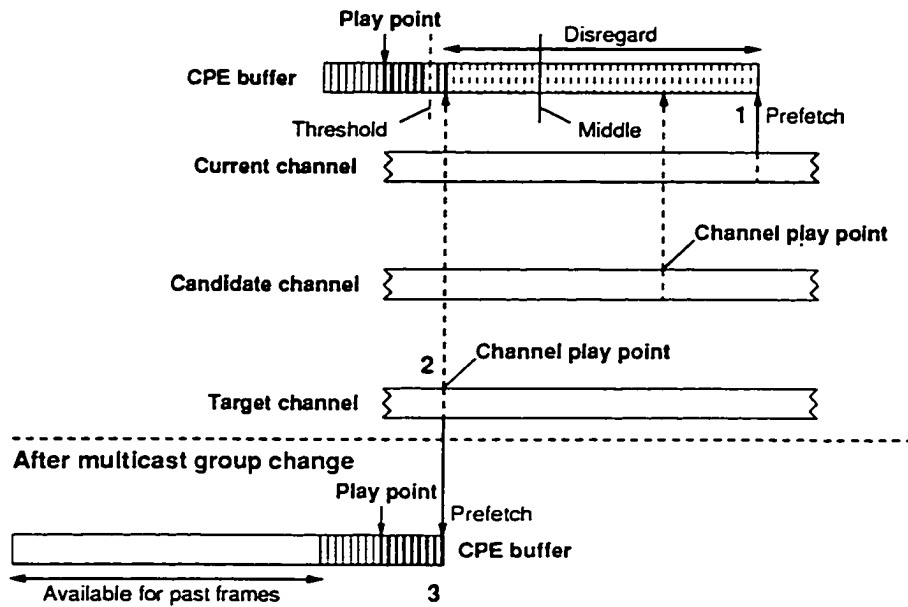 Play point
Disregard
CPE buffer
Threshold
Middle
1 Prefetch
Current channel
Channel play point
Candidate channel
2
Channel play point
Target channel
After multicast group change
Play point
Prefetch
CPE buffer
Available for past frames
3